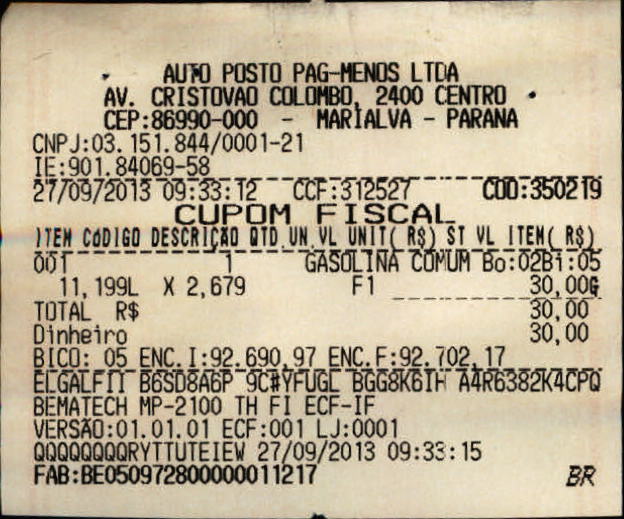 AUTO POSTO PAG-MENOS LTDA
AV. CRISTOVAO COLOMBO, 2400 CENTRO
CEP:86990-000 - MARIALVA - PARANA
CNPJ:03.151.844/0001-21
IE:901.84069-58
27/09/2013 09:33:12 CCF:312527 COO:350219
CUPOM FISCAL
ITEM CÓDIGO DESCRIÇÃO QTD UN VL UNIT( R$) ST VL ITEM( R$)
001 1 GASOLINA COMUM Bo:02Bi:05
11,199L X 2,679 F1 30,00G
TOTAL R$ 30,00
Dinheiro 30,00
BICO: 05 ENC.I:92.690,97 ENC.F:92.702,17
ELGALFIT B6SD8A6P 9C#YFUGL BGG8K6IH A4R6382K4CPQ
BEMATECH MP-2100 TH FI ECF-IF
VERSÃO:01.01.01 ECF:001 LJ:0001
QQQQQQQQRYTTUTEIEW 27/09/2013 09:33:15
FAB:BE0509728000000011217 BR